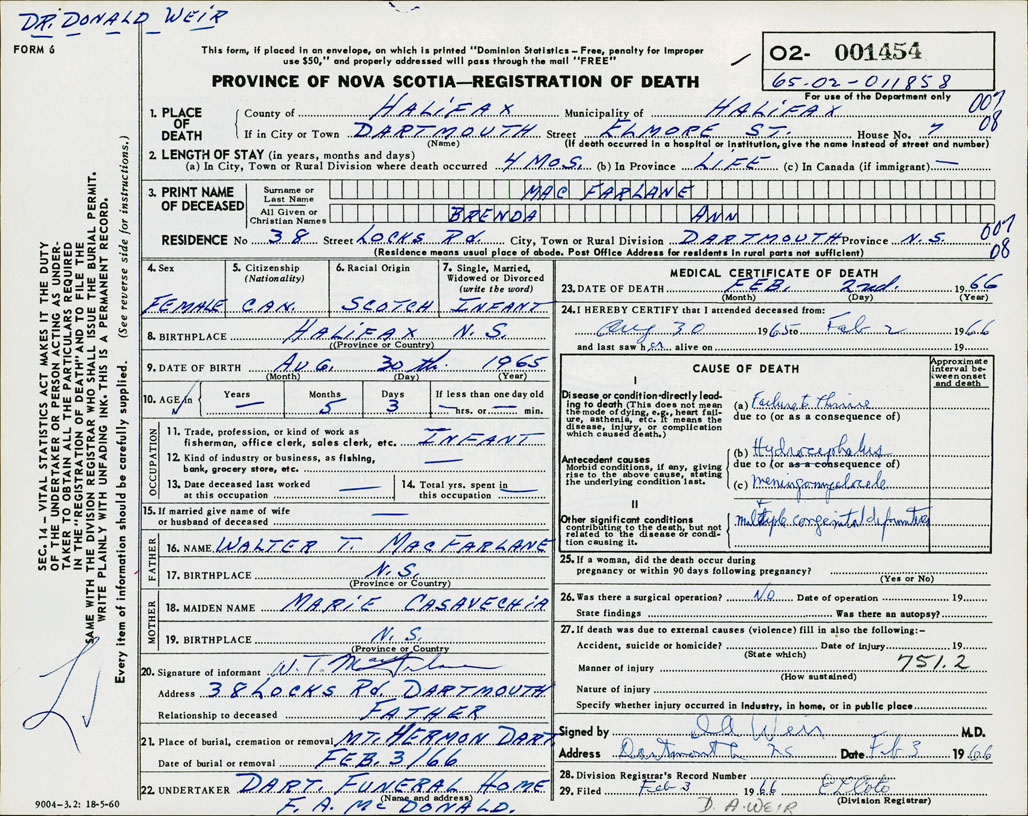 DR. DONALD WEIR
FORM 6
This form, if placed in an envelope, on which is printed "Dominion Statistics – Free, penalty for improper
use $50," and properly addressed will pass through the mail "FREE"
PROVINCE OF NOVA SCOTIA—REGISTRATION OF DEATH
02- 001454
65-02-011858
For use of the Department only
007
08
1. PLACE OF DEATH
County of HALIFAX Municipality of HALIFAX
If in City or Town DARTMOUTH Street ELMORE ST. House No. 7
(Name) (If death occurred in a hospital or institution, give the name instead of street and number)
2. LENGTH OF STAY (in years, months and days)
(a) In City, Town or Rural Division where death occurred 4 MOS. (b) In Province LIFE (c) In Canada (if immigrant) —
3. PRINT NAME OF DECEASED
Surname or Last Name MAC FARLANE
All Given or Christian Names BRENDA ANN
RESIDENCE No 38 Street LOCKS Rd. City, Town or Rural Division DARTMOUTH Province N.S.
007
08
(Residence means usual place of abode. Post Office Address for residents in rural parts not sufficient)
4. Sex 5. Citizenship (Nationality) 6. Racial Origin 7. Single, Married, Widowed or Divorced (write the word)
FEMALE CAN. SCOTCH INFANT
8. BIRTHPLACE HALIFAX N.S.
((Province or Country)
9. DATE OF BIRTH AUG. 30th. 1965
(Month) (Day) (Year)
10. AGE in Years — Months 5 Days 3 If less than one day old — hrs. or — min.
OCCUPATION
11. Trade, profession, or kind of work as
fisherman, office clerk, sales clerk, etc. INFANT
12. Kind of industry or business, as fishing,
bank, grocery store, etc. —
13. Date deceased last worked at this occupation — 14. Total yrs. spent in this occupation —
15. If married give name of wife
or husband of deceased —
FATHER
16. NAME WALTER T. MACFARLANE
17. BIRTHPLACE N.S.
(Province or Country)
MOTHER
18. MAIDEN NAME MARIE CASAVECHIA
19. BIRTHPLACE N.S.
(Province or Country)
20. Signature of informant W. T. MacFarlane
Address 38 LOCKS Rd. DARTMOUTH
Relationship to deceased FATHER
21. Place of burial, cremation or removal MT. HERMON DART
Date of burial or removal FEB. 3/66
22. UNDERTAKER DART. FUNERAL HOME
(Name and address)
F. A. McDONALD.
9004-3.2: 18-5-60
MEDICAL CERTIFICATE OF DEATH
23. DATE OF DEATH FEB. 2nd. 1966
(Month) (Day) (Year)
24. I HEREBY CERTIFY that I attended deceased from:
Aug 30 1965 to Feb 2 1966
and last saw her alive on 19
CAUSE OF DEATH
Approximate interval between onset and death
I
Disease or condition directly leading to death (This does not mean the mode of dying, e.g., heart failure, asthenia, etc. It means the disease, injury, or complication which caused death.)
(a) Failure to thrive
due to (or as a consequence of)
Antecedent causes
Morbid conditions, if any, giving rise to the above cause, stating the underlying condition last.
(b) Hydrocephalus
due to (or as a consequence of)
(c) meningomyelocele
II
Other significant conditions
contributing to the death, but not related to the disease or condition causing it.
+
multiple congenital deformities
25. If a woman, did the death occur during
pregnancy or within 90 days following pregnancy?
(Yes or No)
26. Was there a surgical operation? No Date of operation 19
State findings Was there an autopsy?
27. If death was due to external causes (violence) fill in also the following:–
Accident, suicide or homicide? Date of injury 19
(State which)
Manner of injury 751.2
(How sustained)
Nature of injury
Specify whether injury occurred in industry, in home, or in public place
Signed by D A Weir M.D.
Address Dartmouth NS Date Feb 3 1966
28. Division Registrar's Record Number
29. Filed Feb 3 1966
(Division Registrar)
D. A. WEIR
SEC. 14 – VITAL STATISTICS ACT MAKES IT THE DUTY
OF THE UNDERTAKER OR PERSON ACTING AS UNDER-
TAKER TO OBTAIN ALL THE PARTICULARS REQUIRED
IN THE "REGISTRATION OF DEATH" AND TO FILE THE
SAME WITH THE DIVISION REGISTRAR WHO SHALL ISSUE THE BURIAL PERMIT.
WRITE PLAINLY WITH UNFADING INK. THIS IS A PERMANENT RECORD.
Every item of information should be carefully supplied. (See reverse side for instructions.)